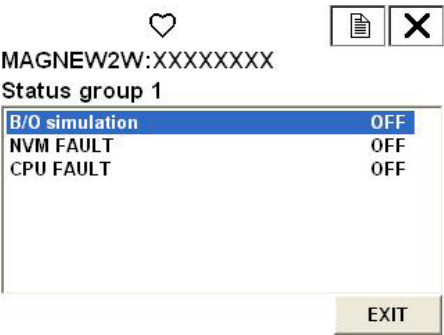 MAGNEW2W:XXXXXXXX
Status group 1
B/O simulation OFF
NVM FAULT OFF
CPU FAULT OFF
EXIT